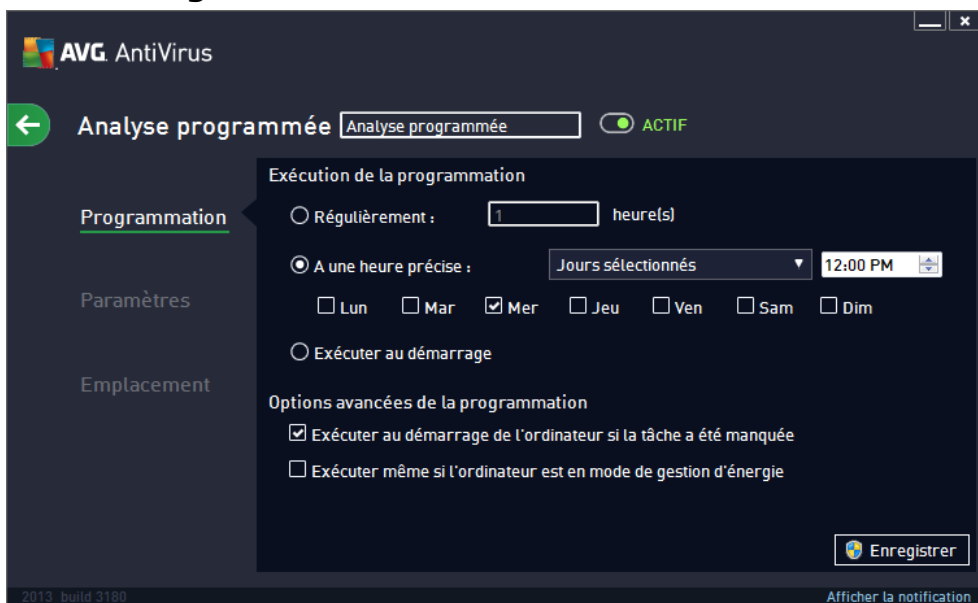 AVG. AntiVirus
Analyse programmée
Analyse programmée
ACTIF
Exécution de la programmation
Programmation
Régulièrement :
1
heure(s)
A une heure précise :
Jours sélectionnés
12:00 PM
Lun
Mar
Mer
Jeu
Ven
Sam
Dim
Paramètres
Exécuter au démarrage
Emplacement
Options avancées de la programmation
Exécuter au démarrage de l'ordinateur si la tâche a été manquée
Exécuter même si l'ordinateur est en mode de gestion d'énergie
Enregistrer
2013 build 3180
Afficher la notification